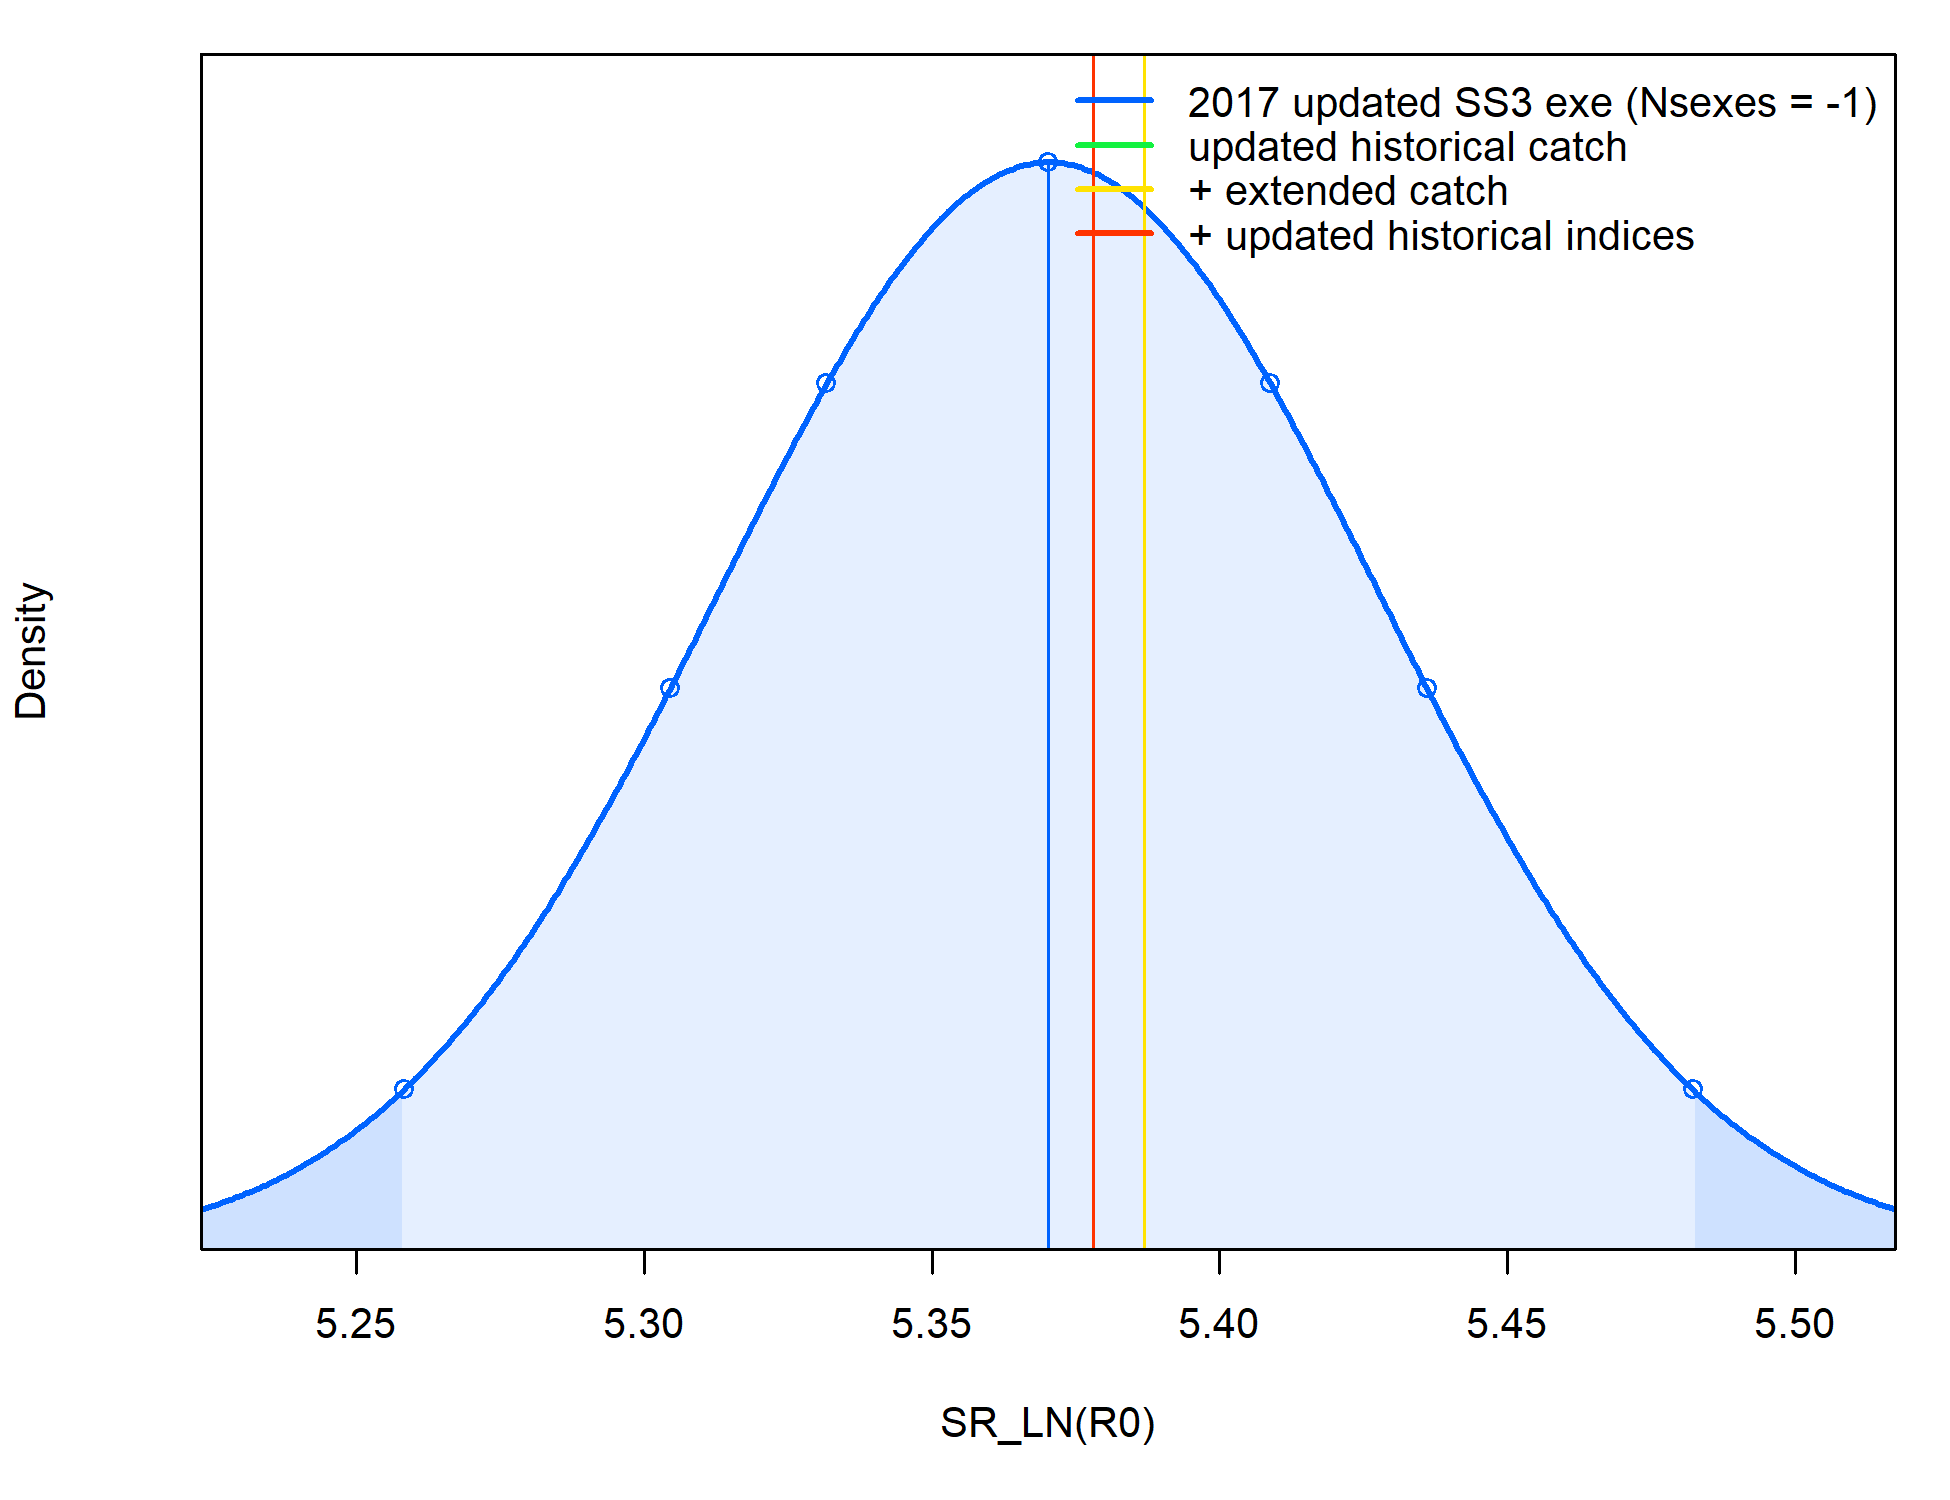 2017 updated SS3 exe (Nsexes = -1)
updated historical catch
+ extended catch
+ updated historical indices
Density
5.25 5.30 5.35 5.40 5.45 5.50
SR_LN(R0)